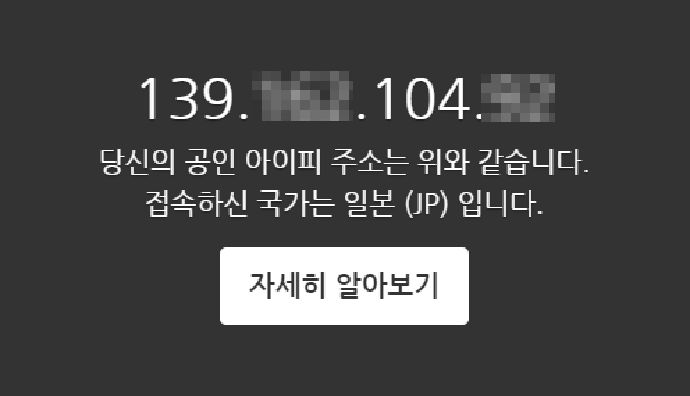 139. .104.
당신의 공인 아이피 주소는 위와 같습니다.
접속하신 국가는 일본 (JP) 입니다.
자세히 알아보기